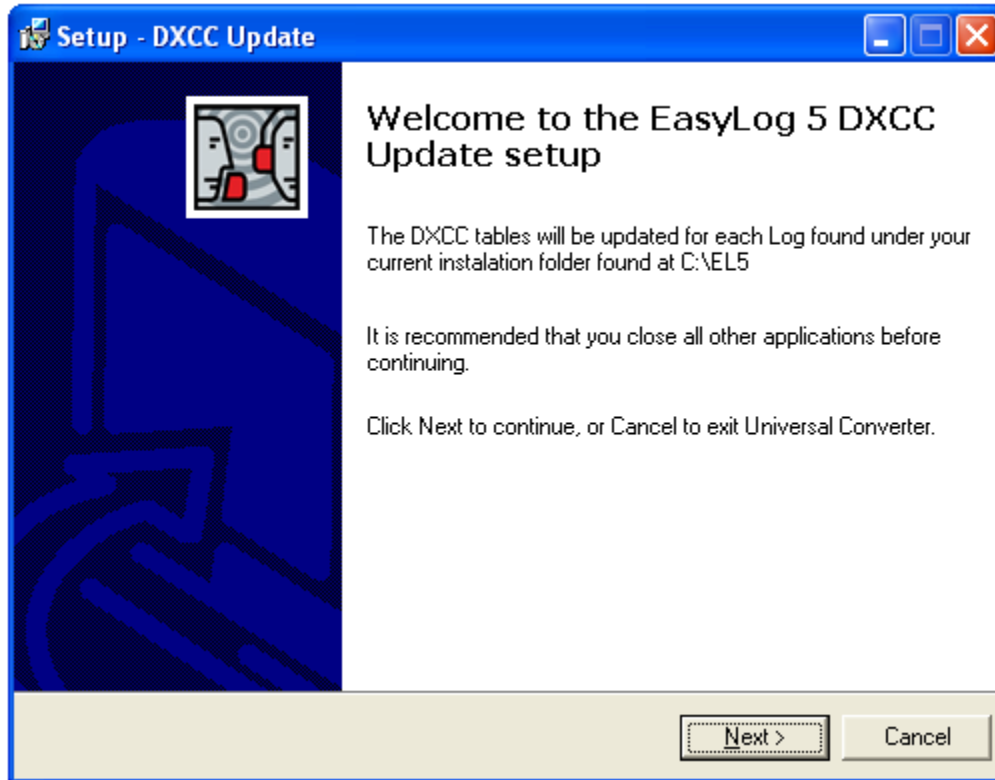 Setup - DXCC Update
Welcome to the EasyLog 5 DXCC
Update setup
The DXCC tables will be updated for each Log found under your
current instalation folder found at C:\EL5
It is recommended that you close all other applications before
continuing.
Click Next to continue, or Cancel to exit Universal Converter.
Next >
Cancel